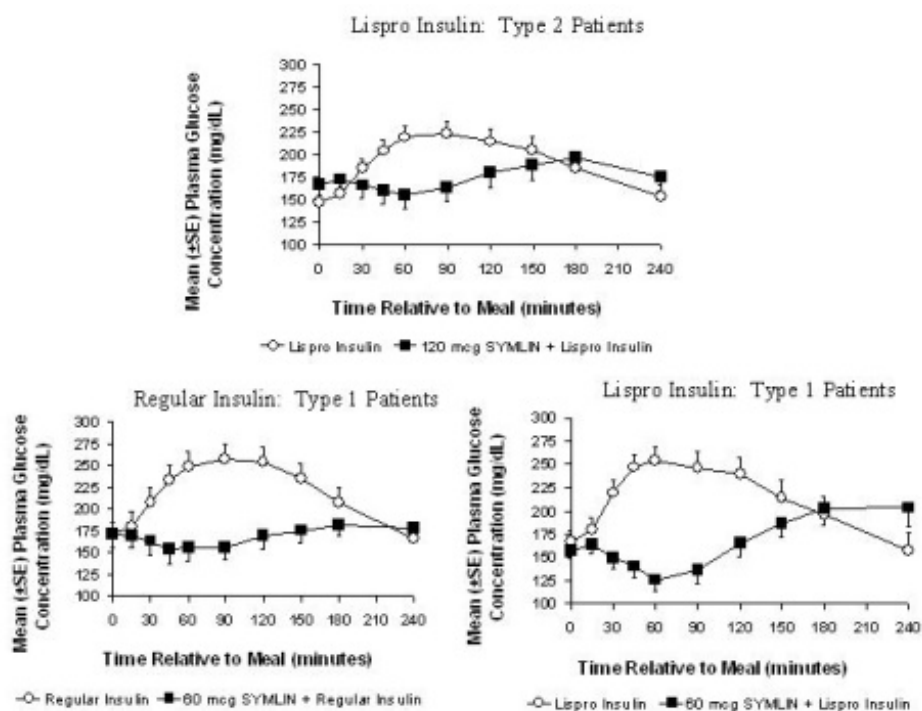 Lispro Insulin: Type 2 Patients
Mean (±SE) Plasma Glucose
Concentration (mg/dL)
300
275
250
225
200
175
150
125
100
0 30 60 90 120 150 180 210 240
Time Relative to Meal (minutes)
Lispro Insulin 120 mcg SYMLIN + Lispro Insulin
Regular Insulin: Type 1 Patients
Mean (±SE) Plasma Glucose
Concentration (mg/dL)
300
275
250
225
200
175
150
125
100
0 30 60 90 120 150 180 210 240
Time Relative to Meal (minutes)
Regular Insulin 60 mcg SYMLIN + Regular Insulin
Lispro Insulin: Type 1 Patients
Mean (±SE) Plasma Glucose
Concentration (mg/dL)
300
275
250
225
200
175
150
125
100
0 30 60 90 120 150 180 210 240
Time Relative to Meal (minutes)
Lispro Insulin 60 mcg SYMLIN + Lispro Insulin